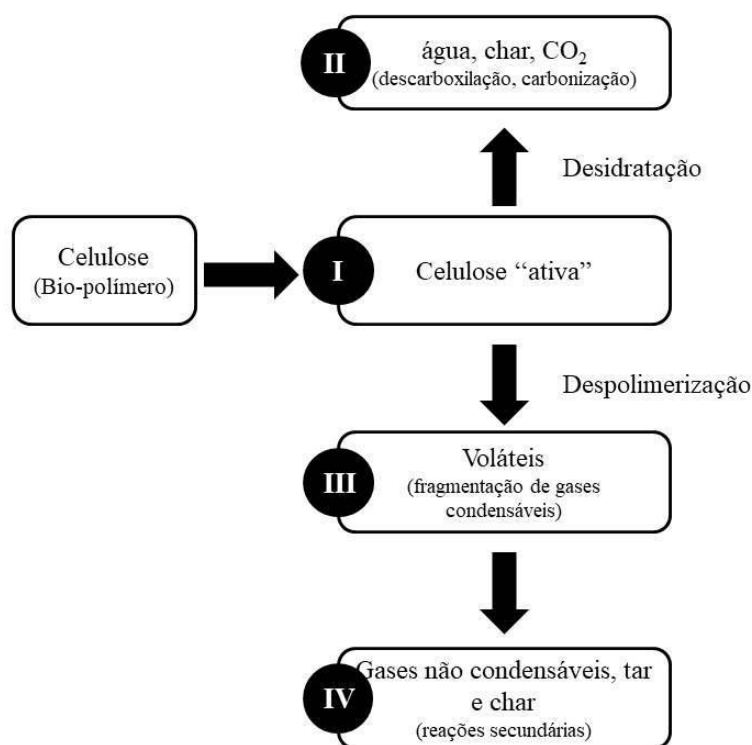 II
água, char, CO₂
(descarboxilação, carbonização)
Desidratação
Celulose
(Bio-polímero)
I
Celulose “ativa”
Despolimerização
III
Voláteis
(fragmentação de gases
condensáveis)
IV
Gases não condensáveis, tar
e char
(reações secundárias)